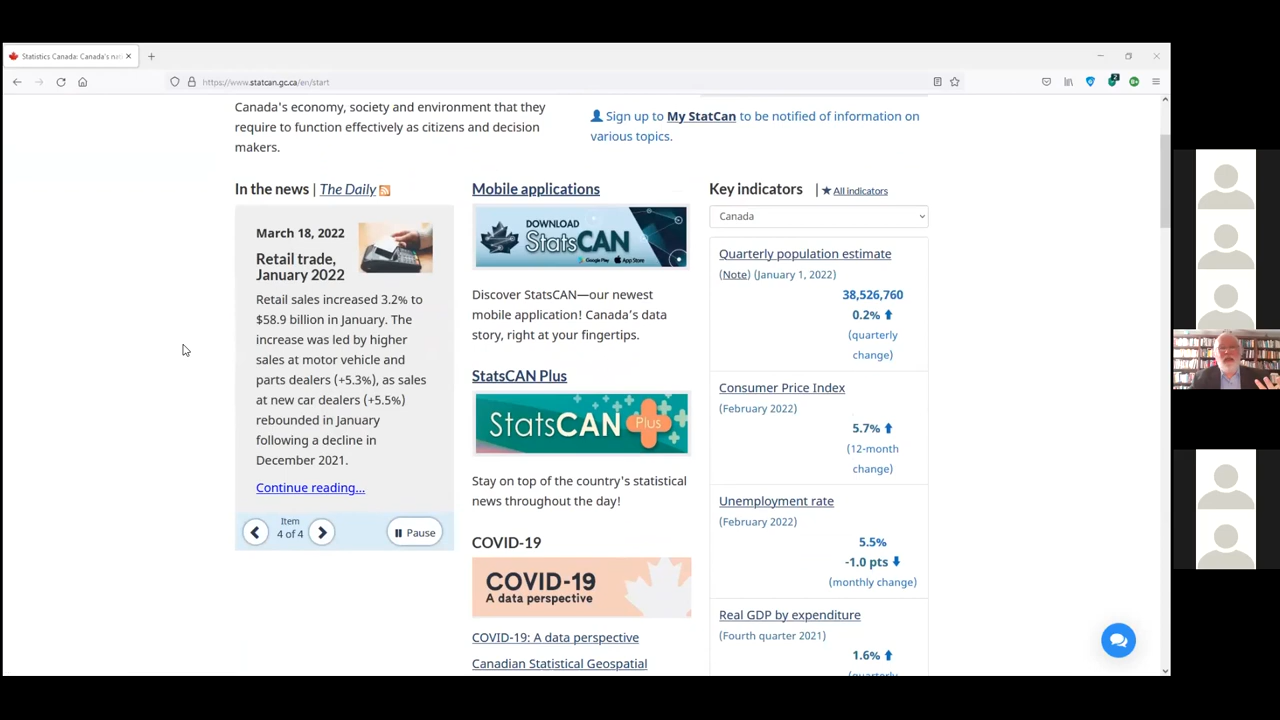 Statistics Canada: Canada's nat
https://www.statcan.gc.ca/en/start
Canada's economy, society and environment that they
require to function effectively as citizens and decision
makers.
Sign up to My StatCan to be notified of information on
various topics.
In the news | The Daily
March 18, 2022
Retail trade,
January 2022
Retail sales increased 3.2% to
$58.9 billion in January. The
increase was led by higher
sales at motor vehicle and
parts dealers (+5.3%), as sales
at new car dealers (+5.5%)
rebounded in January
following a decline in
December 2021.
Continue reading...
Item
4 of 4
Pause
Mobile applications
DOWNLOAD
StatsCAN
Google Play App Store
Discover StatsCAN—our newest
mobile application! Canada's data
story, right at your fingertips.
StatsCAN Plus
StatsCAN Plus
Stay on top of the country's statistical
news throughout the day!
COVID-19
COVID-19
A data perspective
COVID-19: A data perspective
Canadian Statistical Geospatial
Key indicators | All indicators
Canada
Quarterly population estimate
(Note) (January 1, 2022)
38,526,760
0.2%
(quarterly
change)
Consumer Price Index
(February 2022)
5.7%
(12-month
change)
Unemployment rate
(February 2022)
5.5%
-1.0 pts
(monthly change)
Real GDP by expenditure
(Fourth quarter 2021)
1.6%
(quarterly